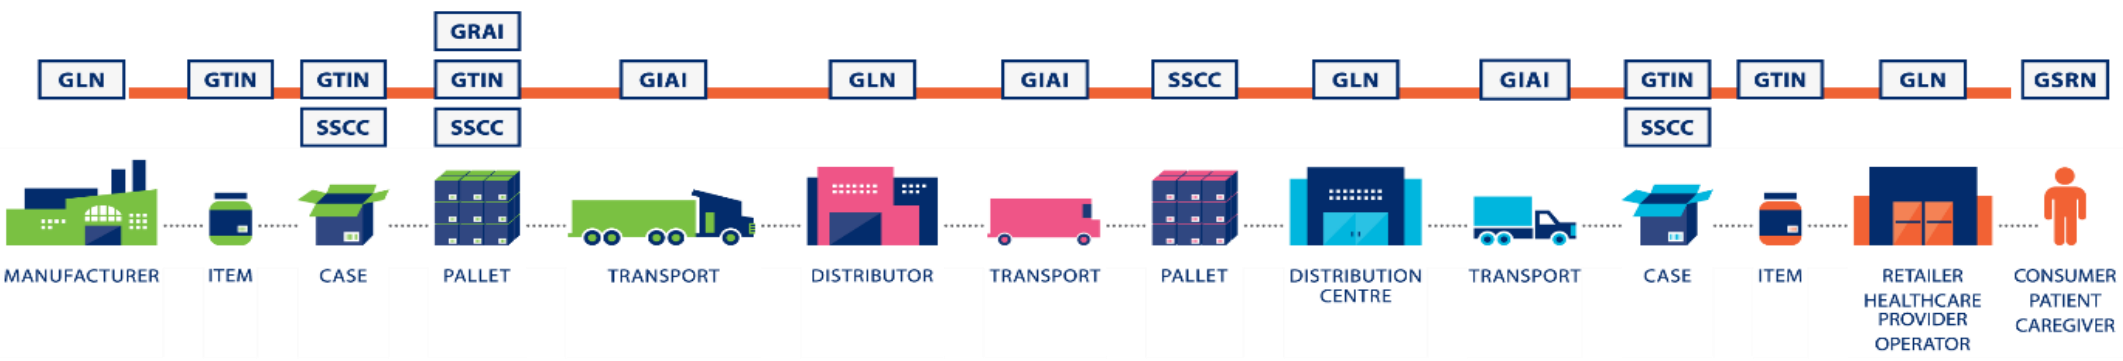 GRAI
GLN GTIN GTIN GTIN GIAI GLN GIAI SSCC GLN GIAI GTIN GTIN GLN GSRN
SSCC SSCC SSCC
MANUFACTURER ITEM CASE PALLET TRANSPORT DISTRIBUTOR TRANSPORT PALLET DISTRIBUTION TRANSPORT CASE ITEM RETAILER CONSUMER
CENTRE HEALTHCARE PATIENT
PROVIDER CAREGIVER
OPERATOR